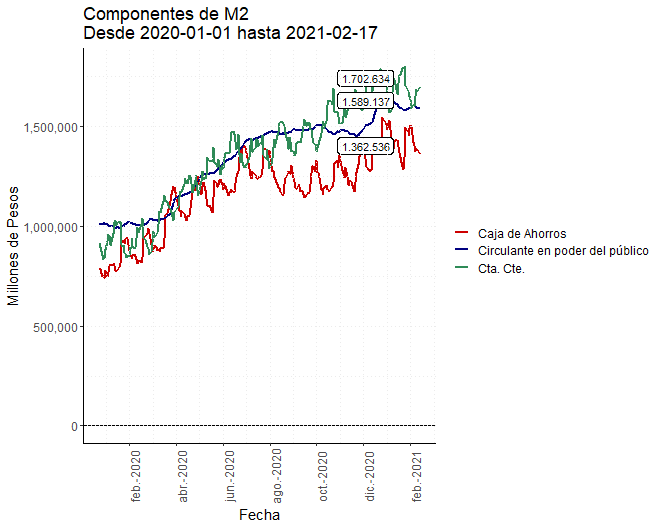 Componentes de M2
Desde 2020-01-01 hasta 2021-02-17
Millones de Pesos
1,500,000
1,000,000
500,000
0
1.702.634
1.589.137
1.362.536
feb.-2020
abr.-2020
jun.-2020
ago.-2020
oct.-2020
dic.-2020
feb.-2021
Fecha
Caja de Ahorros
Circulante en poder del público
Cta. Cte.